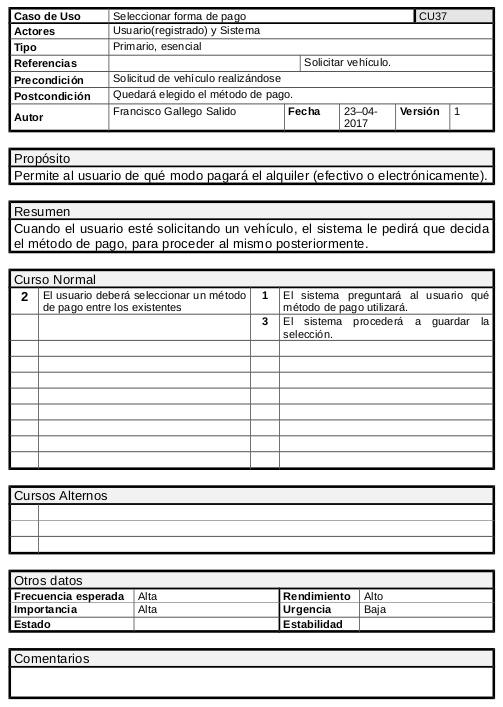 Caso de Uso Seleccionar forma de pago CU37
Actores Usuario(registrado) y Sistema
Tipo Primario, esencial
Referencias Solicitar vehículo.
Precondición Solicitud de vehículo realizándose
Postcondición Quedará elegido el método de pago.
Autor Francisco Gallego Salido Fecha 23–04-
2017 Versión 1
Propósito
Permite al usuario de qué modo pagará el alquiler (efectivo o electrónicamente).
Resumen
Cuando el usuario esté solicitando un vehículo, el sistema le pedirá que decida
el método de pago, para proceder al mismo posteriormente.
Curso Normal
2 El usuario deberá seleccionar un método
de pago entre los existentes
1 El sistema preguntará al usuario qué
método de pago utilizará.
3 El sistema procederá a guardar la
selección.
Cursos Alternos
Otros datos
Frecuencia esperada Alta Rendimiento Alto
Importancia Alta Urgencia Baja
Estado Estabilidad
Comentarios